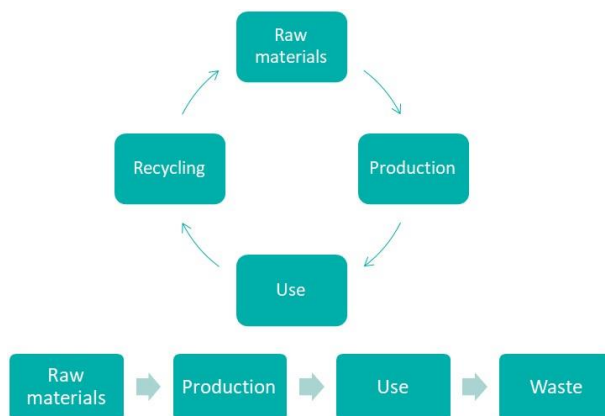 Raw
materials
Recycling
Production
Use
Raw
materials
Production
Use
Waste